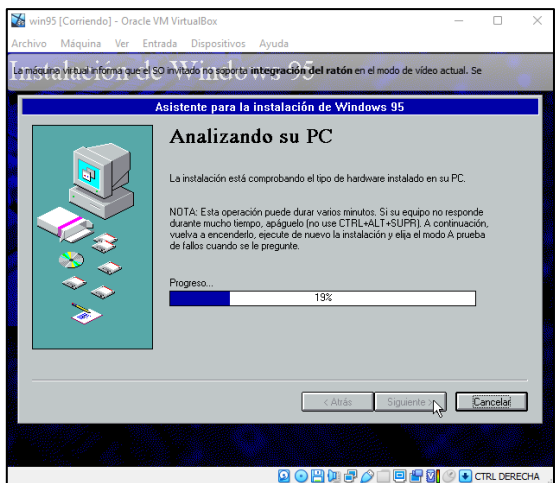 win95 [Corriendo] - Oracle VM VirtualBox
Archivo Máquina Ver Entrada Dispositivos Ayuda
Instalación de Windows 95
La máquina virtual informa que el SO invitado no soporta integración del ratón en el modo de vídeo actual. Se
Asistente para la instalación de Windows 95
Analizando su PC
La instalación está comprobando el tipo de hardware instalado en su PC.
NOTA: Esta operación puede durar varios minutos. Si su equipo no responde
durante mucho tiempo, apáguelo (no use CTRL+ALT+SUPR). A continuación,
vuelva a encenderlo, ejecute de nuevo la instalación y elija el modo A prueba
de fallos cuando se le pregunte.
Progreso...
19%
< Atrás Siguiente > Cancelar
CTRL DERECHA